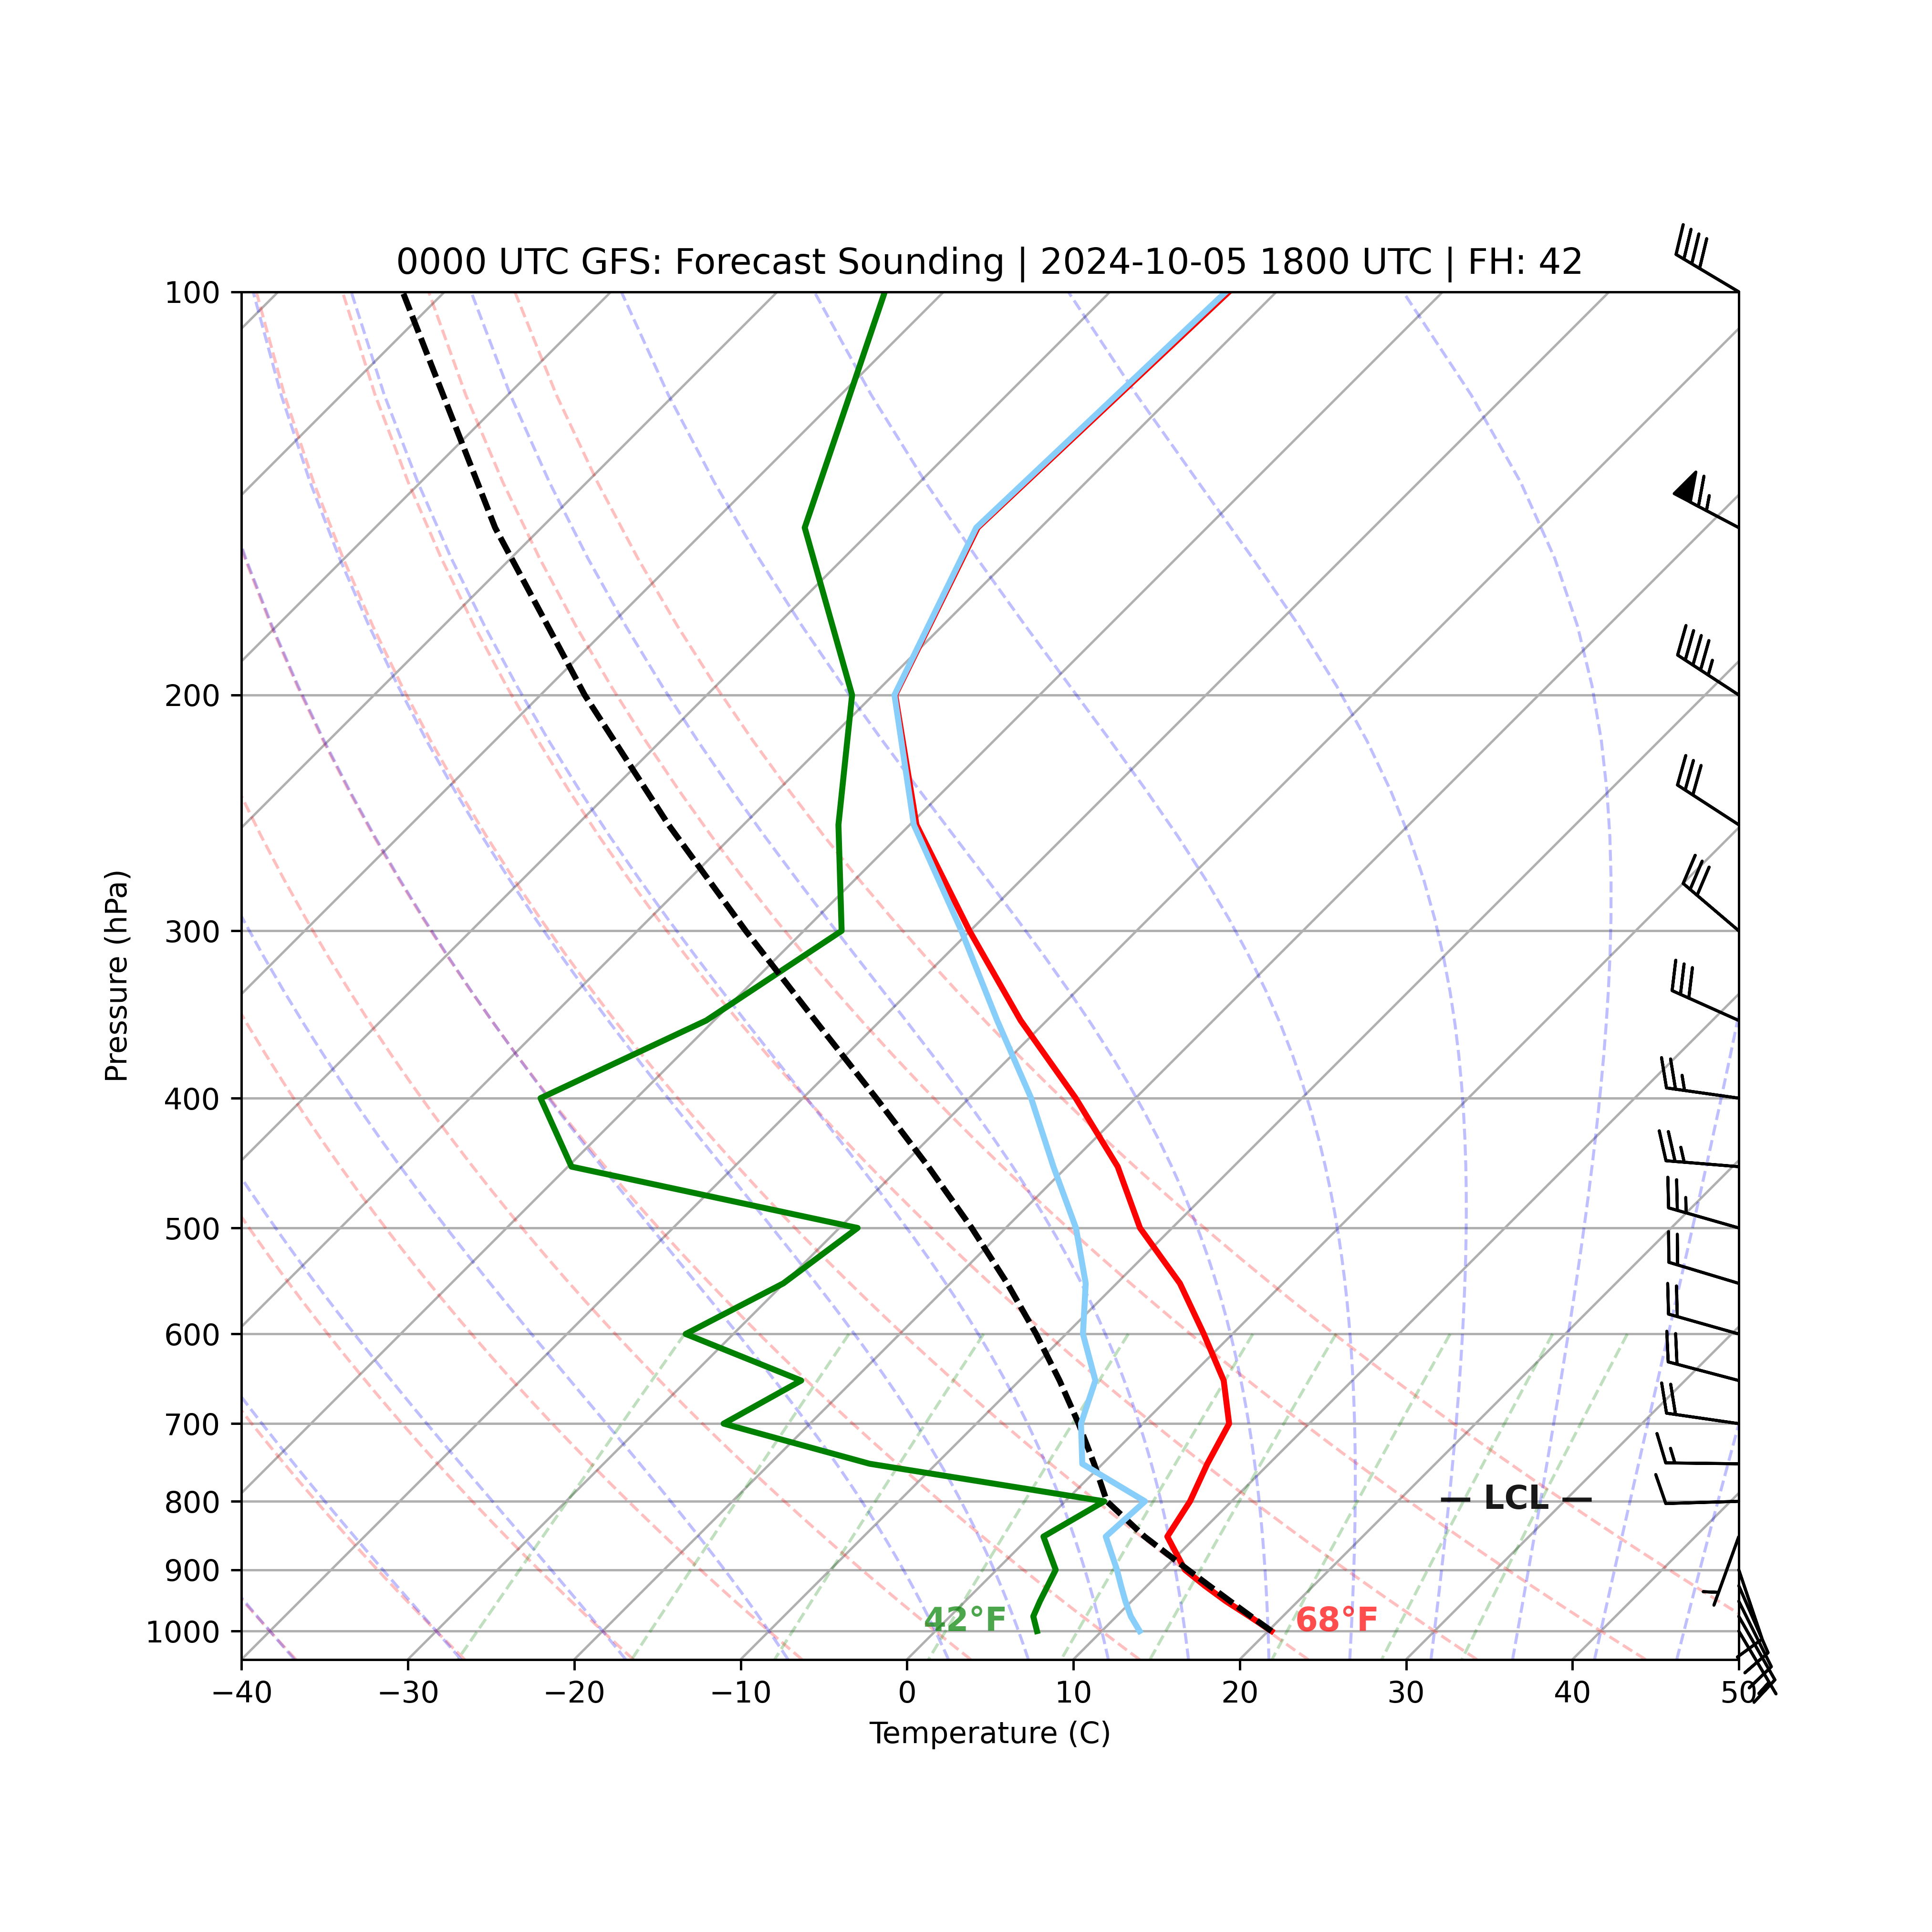 0000 UTC GFS: Forecast Sounding | 2024-10-05 1800 UTC | FH: 42
100
200
300
400
500
600
700
800
900
1000
Pressure (hPa)
LCL
42°F
68°F
−40 −30 −20 −10 0 10 20 30 40 50
Temperature (C)